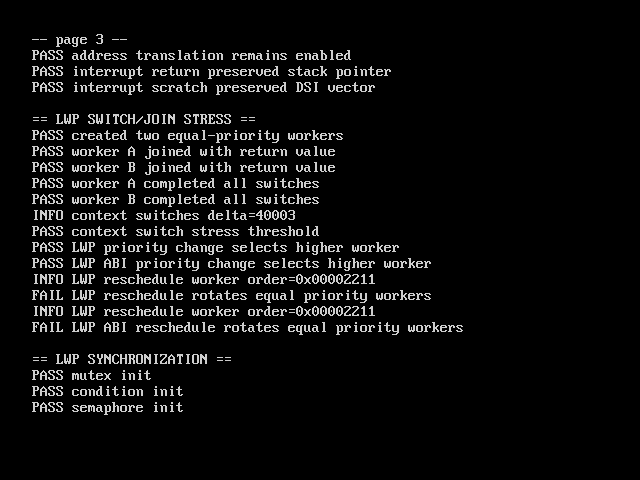 -- page 3 --
PASS address translation remains enabled
PASS interrupt return preserved stack pointer
PASS interrupt scratch preserved DSI vector
== LWP SWITCH/JOIN STRESS ==
PASS created two equal-priority workers
PASS worker A joined with return value
PASS worker B joined with return value
PASS worker A completed all switches
PASS worker B completed all switches
INFO context switches delta=40003
PASS context switch stress threshold
PASS LWP priority change selects higher worker
PASS LWP ABI priority change selects higher worker
INFO LWP reschedule worker order=0x00002211
FAIL LWP reschedule rotates equal priority workers
INFO LWP reschedule worker order=0x00002211
FAIL LWP ABI reschedule rotates equal priority workers
== LWP SYNCHRONIZATION ==
PASS mutex init
PASS condition init
PASS semaphore init